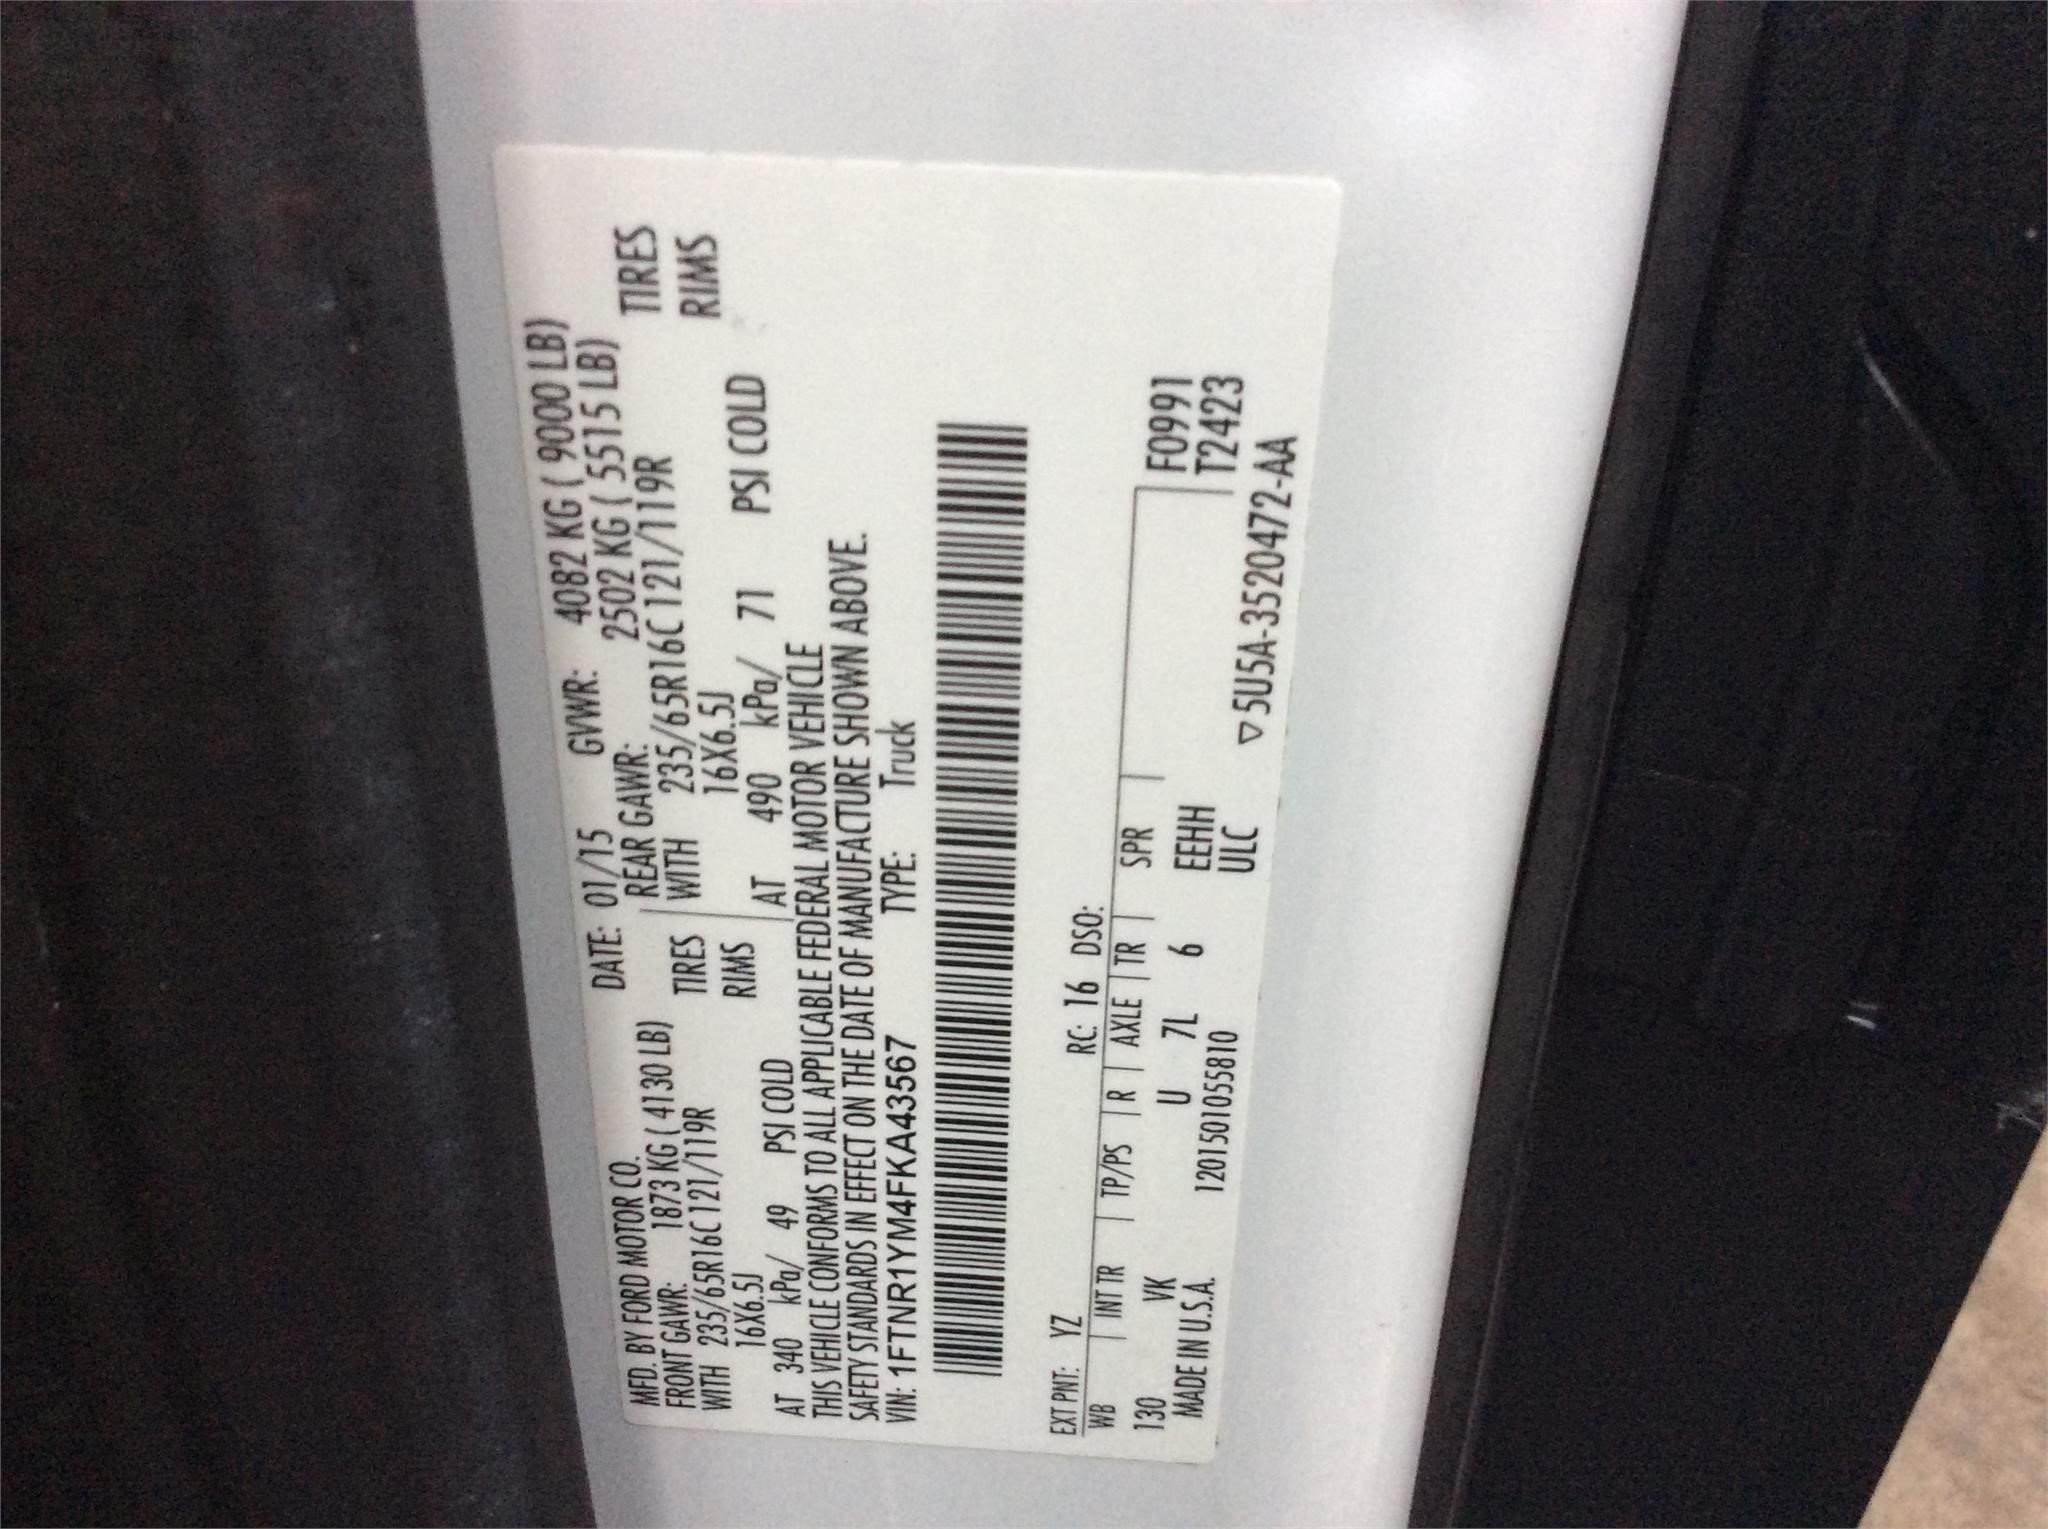 MFD. BY FORD MOTOR CO. DATE: 01/15 GVWR: 4082 KG ( 9000 LB)
FRONT GAWR: 1873 KG ( 4130 LB) REAR GAWR: 2502 KG ( 5515 LB)
WITH 235/65R16C 121/119R TIRES WITH 235/65R16C 121/119R TIRES
16X6.5J RIMS 16X6.5J RIMS
AT 340 kPa/ 49 PSI COLD AT 490 kPa/ 71 PSI COLD
THIS VEHICLE CONFORMS TO ALL APPLICABLE FEDERAL MOTOR VEHICLE
SAFETY STANDARDS IN EFFECT ON THE DATE OF MANUFACTURE SHOWN ABOVE.
VIN: 1FTNR1YM4FKA43567 TYPE: Truck
EXT PNT: YZ RC: 16 DSO:
WB INT TR TP/PS R AXLE TR SPR F0991
130 VK U 7L 6 EEHH T24423
MADE IN U.S.A. 1201501055810 ULC ▽5U5A-3520472-AA